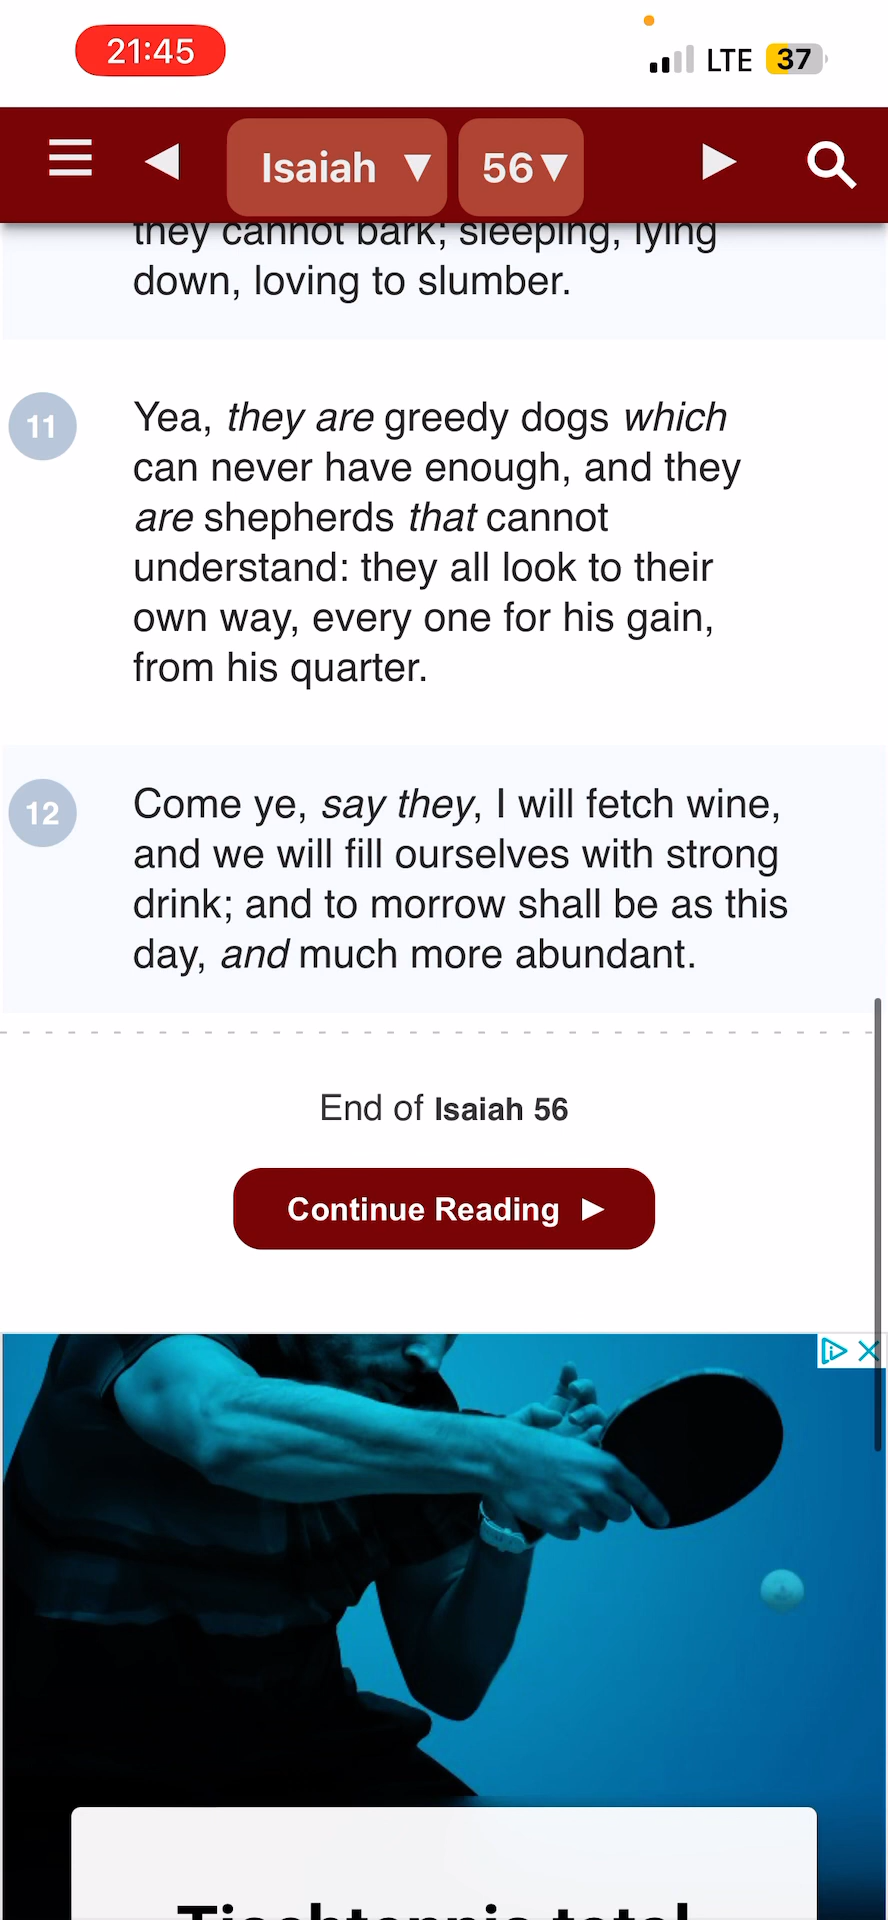 21:45
LTE 37
Isaiah ▼ 56▼
they cannot bark; sleeping, lying
down, loving to slumber.
11
Yea, they are greedy dogs which
can never have enough, and they
are shepherds that cannot
understand: they all look to their
own way, every one for his gain,
from his quarter.
12
Come ye, say they, I will fetch wine,
and we will fill ourselves with strong
drink; and to morrow shall be as this
day, and much more abundant.
End of Isaiah 56
Continue Reading ▶
Tischtennis total